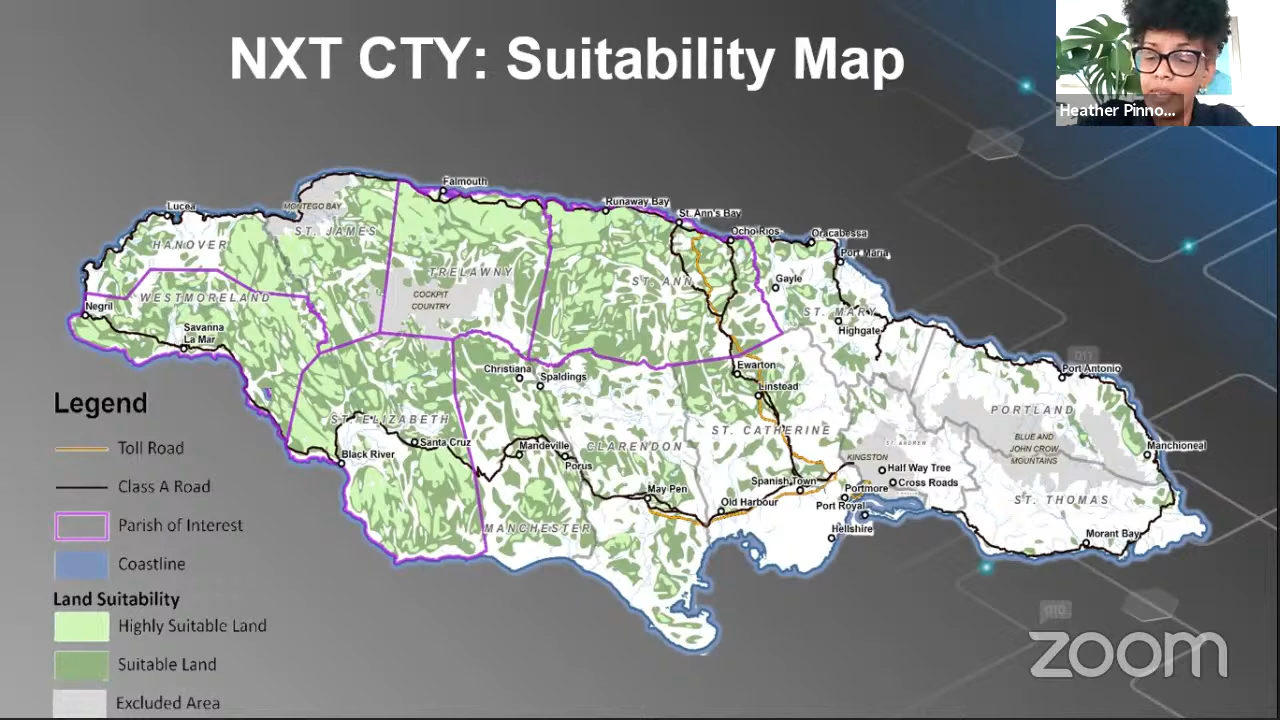 NXT CTY: Suitability Map
Heather Pinno...
Falmouth
Lucea
MONTEGO BAY
Runaway Bay
St. Ann's Bay
ST. JAMES
Ocho Rios
Oracabessa
HANOVER
Port Maria
TRELAWNY
ST. ANN
Gayle
COCKPIT
COUNTRY
WESTMORELAND
Negril
ST. MARY
Savanna
La Mar
Highgate
Christiana
Spaldings
Ewarton
Linstead
Port Antonio
PORTLAND
ST. ELIZABETH
ST. CATHERINE
ST. ANDREW
BLUE AND
JOHN CROW
MOUNTAINS
Santa Cruz
Mandeville
CLARENDON
Manchioneal
Black River
Porus
KINGSTON
Half Way Tree
Cross Roads
Spanish Town
Portmore
May Pen
Old Harbour
Port Royal
ST. THOMAS
MANCHESTER
Hellshire
Morant Bay
Legend
Toll Road
Class A Road
Parish of Interest
Coastline
Land Suitability
Highly Suitable Land
Suitable Land
Excluded Area
zoom